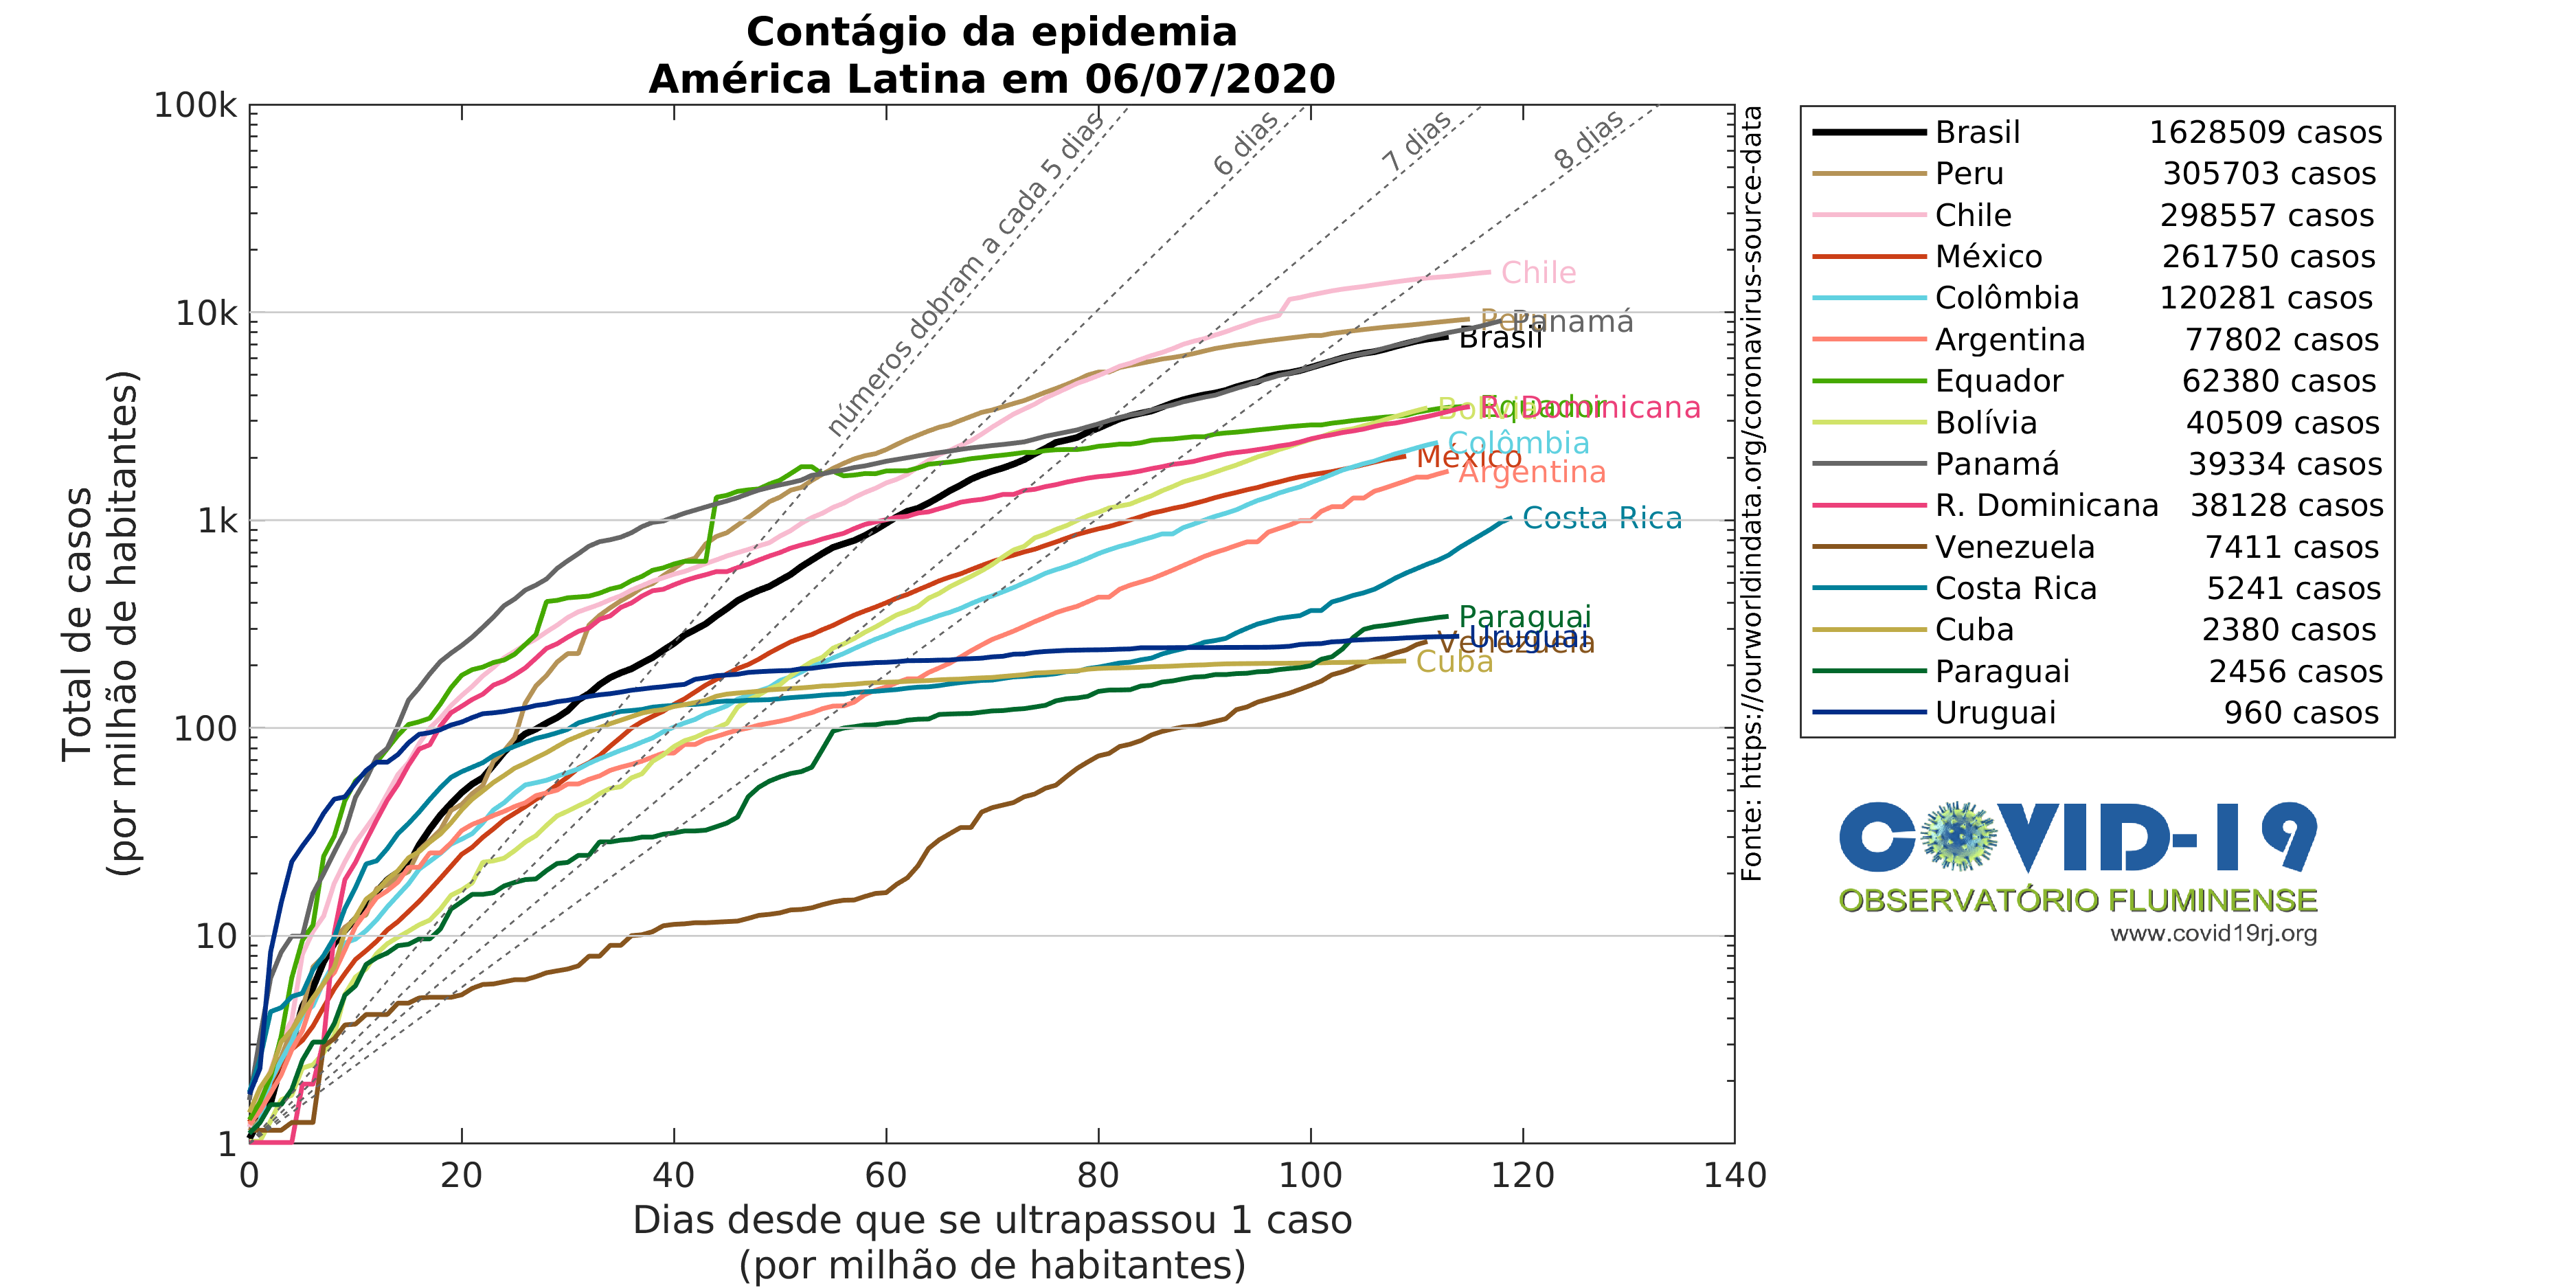 Contágio da epidemia
América Latina em 06/07/2020
Total de casos
(por milhão de habitantes)
100k
10k
1k
100
10
1
0
20
40
60
80
100
120
140
Dias desde que se ultrapassou 1 caso
(por milhão de habitantes)
números dobram a cada 5 dias
6 dias
7 dias
8 dias
Chile
Peru
Panamá
Brasil
Bolívia
Equador
R. Dominicana
Colômbia
México
Argentina
Costa Rica
Paraguai
Uruguai
Venezuela
Cuba
Fonte: https://ourworldindata.org/coronavirus-source-data
Brasil 1628509 casos
Peru 305703 casos
Chile 298557 casos
México 261750 casos
Colômbia 120281 casos
Argentina 77802 casos
Equador 62380 casos
Bolívia 40509 casos
Panamá 39334 casos
R. Dominicana 38128 casos
Venezuela 7411 casos
Costa Rica 5241 casos
Cuba 2380 casos
Paraguai 2456 casos
Uruguai 960 casos
COVID-19
OBSERVATÓRIO FLUMINENSE
www.covid19rj.org